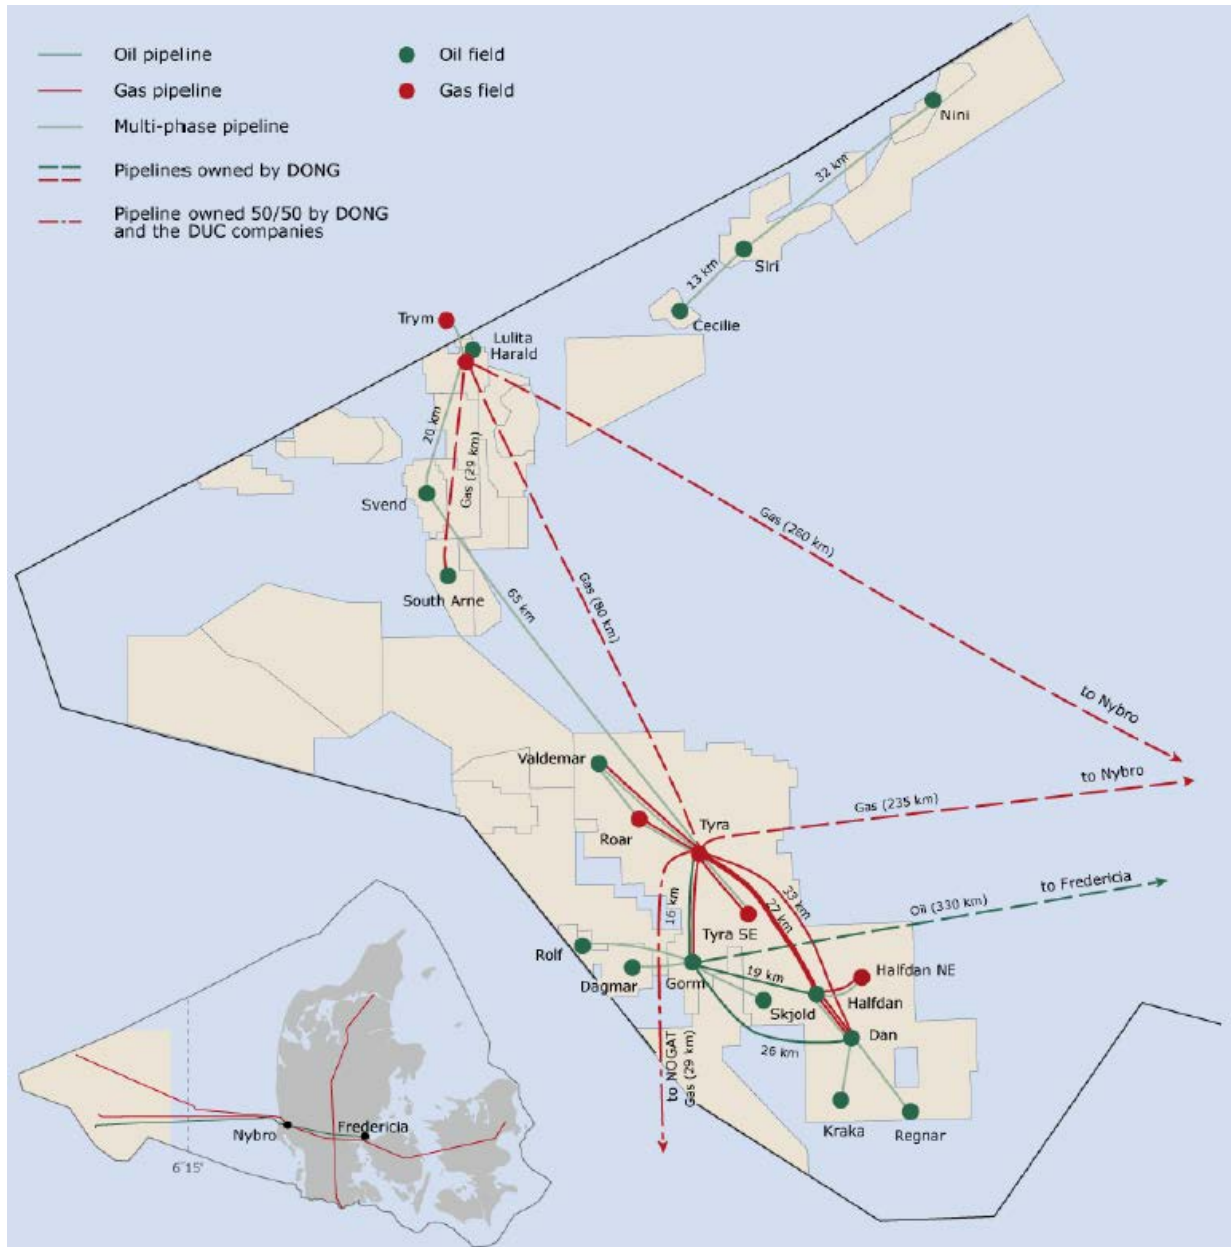 Oil pipeline
Gas pipeline
Multi-phase pipeline
Pipelines owned by DONG
Pipeline owned 50/50 by DONG
and the DUC companies
Oil field
Gas field
Nini
32 km
Siri
13 km
Cecilie
Trym
Lulita
Harald
20 km
Gas (29 km)
Svend
South Arne
65 km
Gas (80 km)
Gas (260 km)
to Nybro
to Nybro
Gas (235 km)
Valdemar
Roar
Tyra
to Fredericia
Oil (330 km)
33 km
27 km
16 km
Tyra SE
Rolf
Dagmar
Gorm
19 km
Halfdan NE
Halfdan
Skjold
Dan
26 km
to NOGAT
Gas (29 km)
Kraka
Regnar
Nybro
Fredericia
6°15'